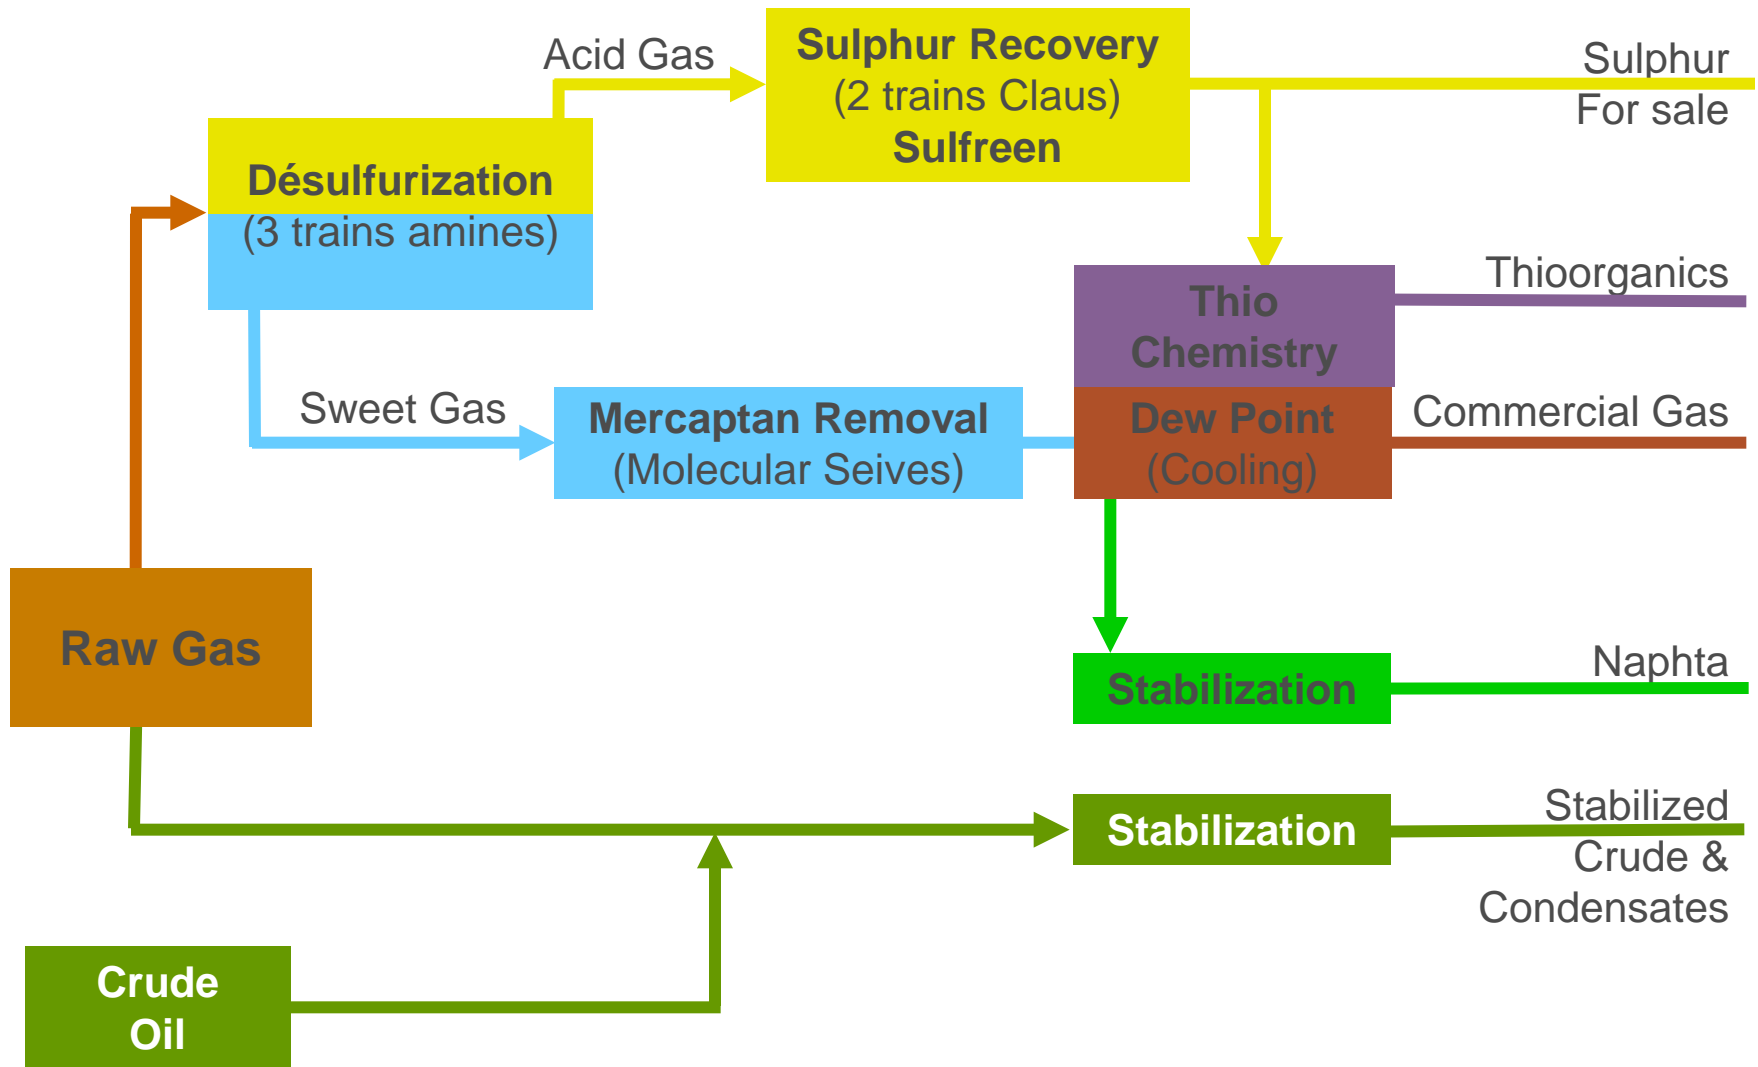 Acid Gas
Sulphur Recovery
(2 trains Claus)
Sulfreen
Sulphur
For sale
Désulfurization
(3 trains amines)
Thio
Chemistry
Thioorganics
Sweet Gas
Mercaptan Removal
(Molecular Seives)
Dew Point
(Cooling)
Commercial Gas
Raw Gas
Stabilization
Naphta
Stabilization
Stabilized
Crude &
Condensates
Crude
Oil